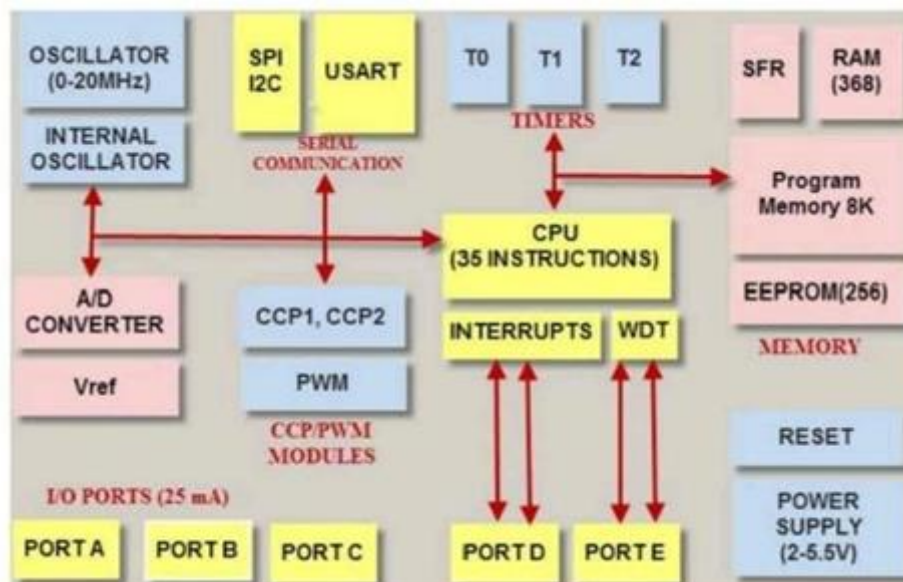 OSCILLATOR
(0-20MHz)
INTERNAL
OSCILLATOR
SPI
I2C
USART
SERIAL
COMMUNICATION
T0
T1
T2
TIMERS
SFR
RAM
(368)
Program
Memory 8K
EEPROM(256)
MEMORY
CPU
(35 INSTRUCTIONS)
INTERRUPTS
WDT
A/D
CONVERTER
Vref
CCP1, CCP2
PWM
CCP/PWM
MODULES
RESET
POWER
SUPPLY
(2-5.5V)
I/O PORTS (25 mA)
PORT A
PORT B
PORT C
PORT D
PORT E